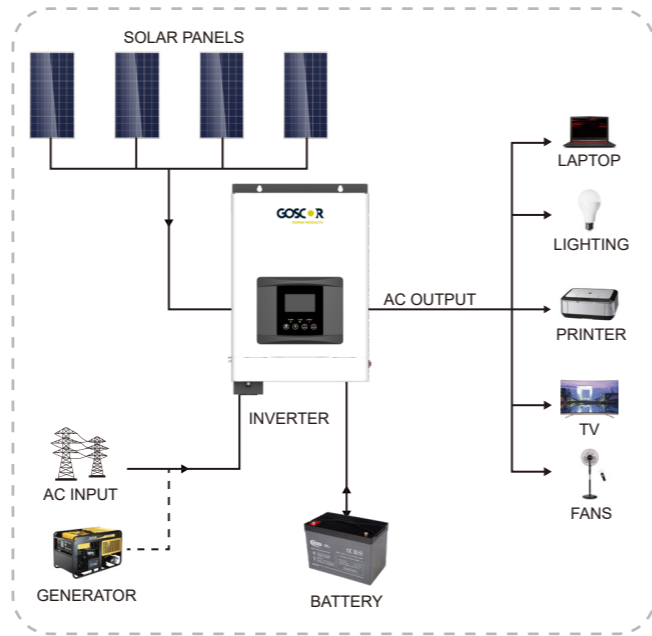 SOLAR PANELS
LAPTOP
GOSCOR
LIGHTING
AC OUTPUT
PRINTER
INVERTER
TV
AC INPUT
FANS
GENERATOR
BATTERY